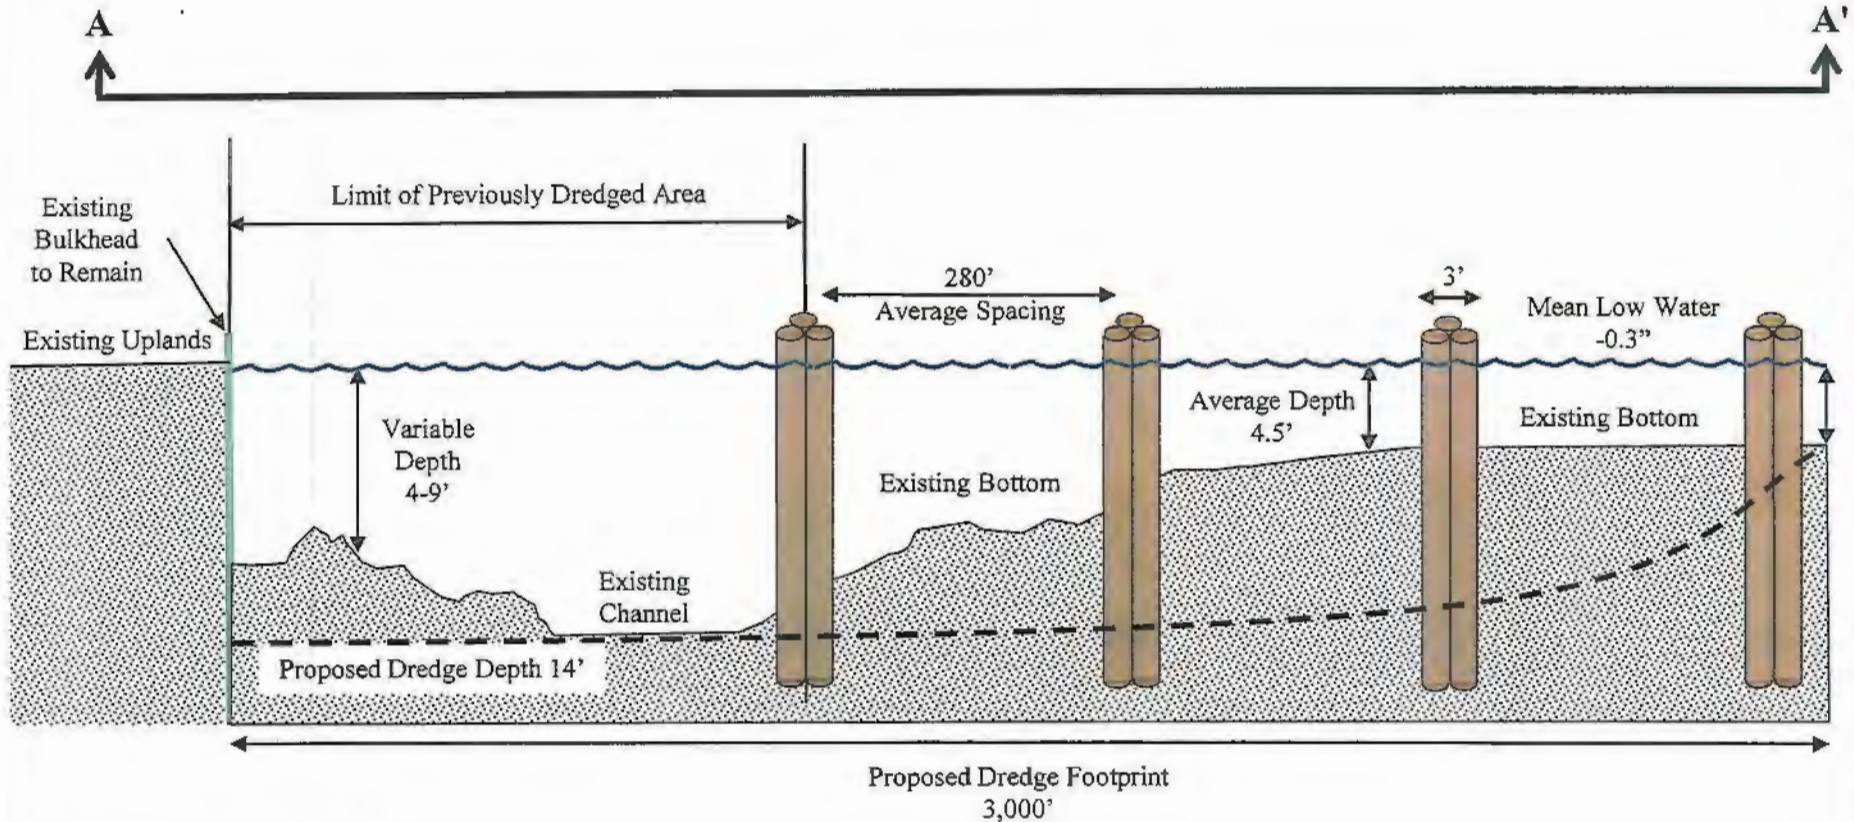 A
A'
Limit of Previously Dredged Area
Existing
Bulkhead
to Remain
280’
Average Spacing
3’
Mean Low Water
-0.3”
Existing Uplands
Variable
Depth
4-9’
Average Depth
4.5’
Existing Bottom
Existing Bottom
Existing
Channel
Proposed Dredge Depth 14’
Proposed Dredge Footprint
3,000’